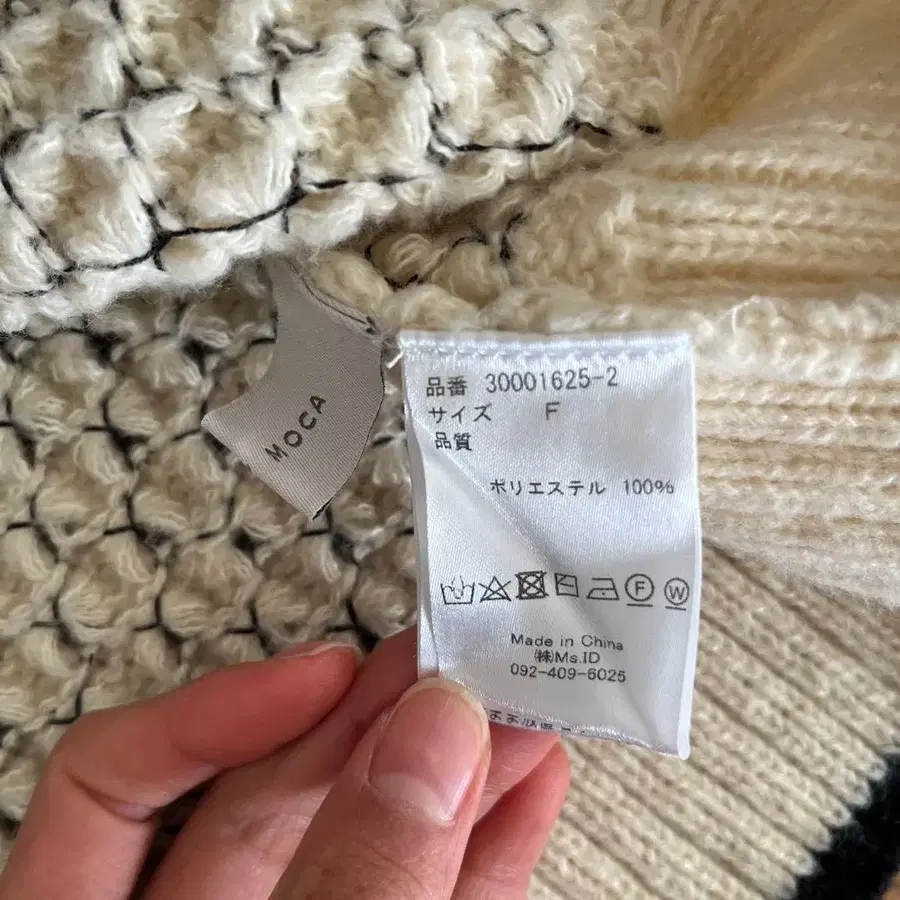 MOCA
品番 30001625-2
サイズ F
品質
ポリエステル 100%
F W
Made in China
㈱Ms.ID
092-409-6025